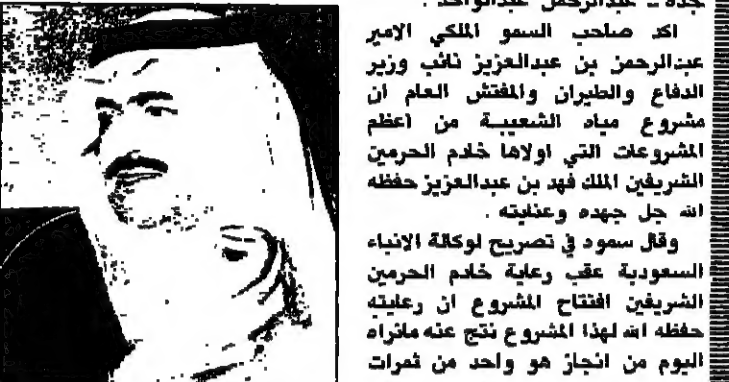 جدة - عبدالرحمن عبدالواحد .
اكد صاحب السمو الملكي الامير
عبدالرحمن بن عبدالعزيز نائب وزير
الدفاع والطيران والمفتش العام ان
مشروع مياه الشعيبة من اعظم
المشروعات التي اولاها خادم الحرمين
الشريفين الملك فهد بن عبدالعزيز حفظه
الله جل جهده وعنايته .
وقال سموه في تصريح لوكالة الانباء
السعودية عقب رعاية خادم الحرمين
الشريفين افتتاح المشروع ان رعايته
حفظه الله لهذا المشروع نتج عنه مانراه
اليوم من انجاز هو واحد من ثمرات